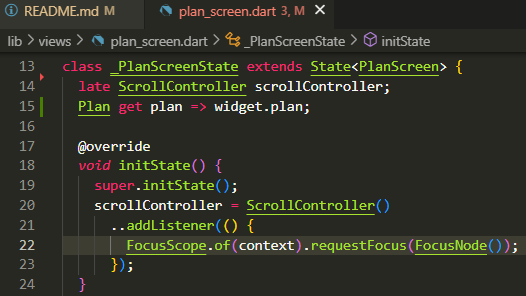 README.md M
plan_screen.dart 3, M
lib > views > plan_screen.dart > _PlanScreenState > initState
13 class _PlanScreenState extends State<PlanScreen> {
14 late ScrollController scrollController;
15 Plan get plan => widget.plan;
16
17 @override
18 void initState() {
19 super.initState();
20 scrollController = ScrollController()
21 ..addListener(() {
22 FocusScope.of(context).requestFocus(FocusNode());
23 });
24 }